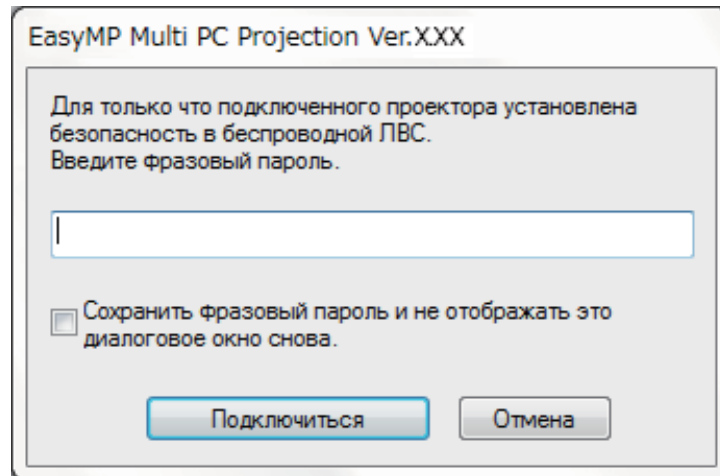 EasyMP Multi PC Projection Ver.X.XX
Для только что подключенного проектора установлена
безопасность в беспроводной ЛВС.
Введите фразовый пароль.
Сохранить фразовый пароль и не отображать это
диалоговое окно снова.
Подключиться
Отмена